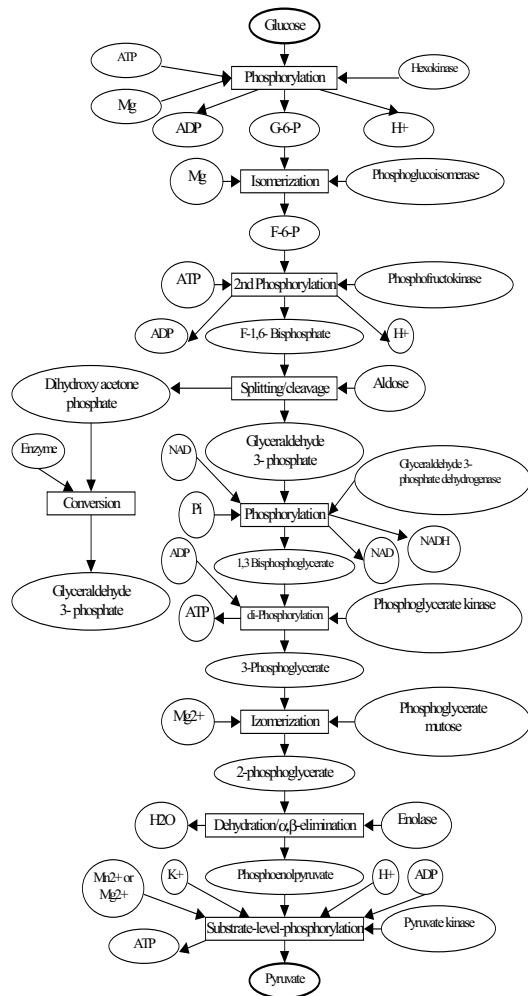 Glucose
ATP
Hexokinase
Phosphorylation
Mg
ADP
G-6-P
H+
Mg
Isomerization
Phosphoglucoisomerase
F-6-P
ATP
2nd Phosphorylation
Phosphofructokinase
ADP
F-1,6- Bisphosphate
H+
Dihydroxy acetone
phosphate
Splitting/cleavage
Aldose
Enzyme
NAD
Glyceraldehyde
3- phosphate
Glyceraldehyde 3-
phosphate dehydrogenase
Conversion
Pi
Phosphorylation
NAD
NADH
ADP
1,3 Bisphosphoglycerate
Glyceraldehyde
3- phosphate
ATP
di-Phosphorylation
Phosphoglycerate kinase
3-Phosphoglycerate
Mg2+
Izomerization
Phosphoglycerate
mutose
2-phosphoglycerate
H2O
Dehydration/α,β-elimination
Enolase
Mn2+ or
Mg2+
K+
Phosphoenolpyruvate
H+
ADP
Substrate-level-phosphorylation
Pyruvate kinase
ATP
Pyruvate